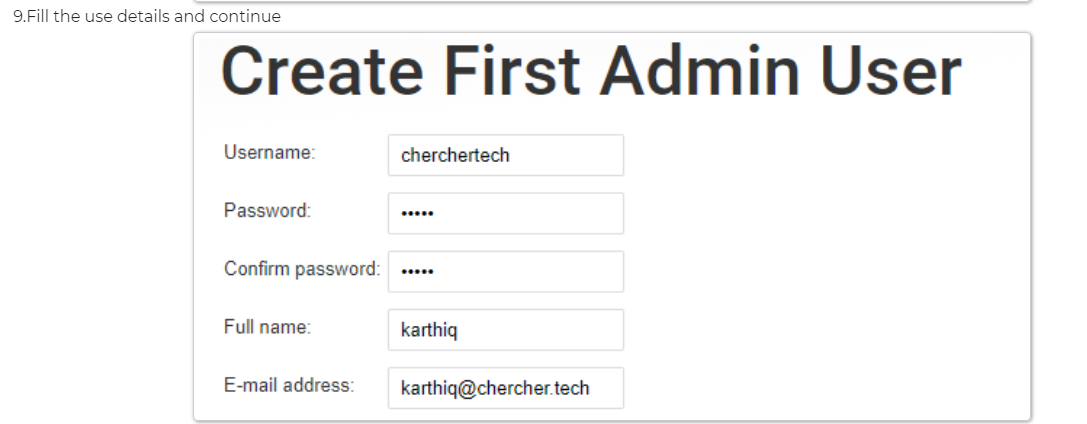 9.Fill the use details and continue
Create First Admin User
Username: cherchertech
Password: •••••
Confirm password: •••••
Full name: karthiq
E-mail address: karthiq@chercher.tech